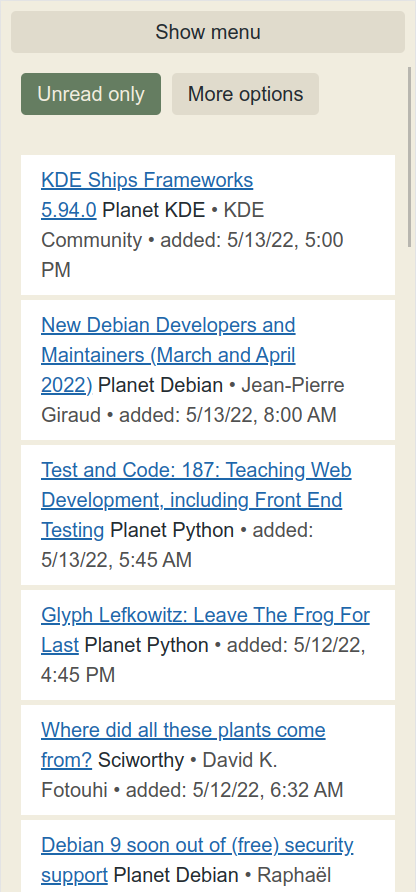 Show menu
Unread only
More options
KDE Ships Frameworks
5.94.0 Planet KDE • KDE
Community • added: 5/13/22, 5:00
PM
New Debian Developers and
Maintainers (March and April
2022) Planet Debian • Jean-Pierre
Giraud • added: 5/13/22, 8:00 AM
Test and Code: 187: Teaching Web
Development, including Front End
Testing Planet Python • added:
5/13/22, 5:45 AM
Glyph Lefkowitz: Leave The Frog For
Last Planet Python • added: 5/12/22,
4:45 PM
Where did all these plants come
from? Sciworthy • David K.
Fotouhi • added: 5/12/22, 6:32 AM
Debian 9 soon out of (free) security
support Planet Debian • Raphaël